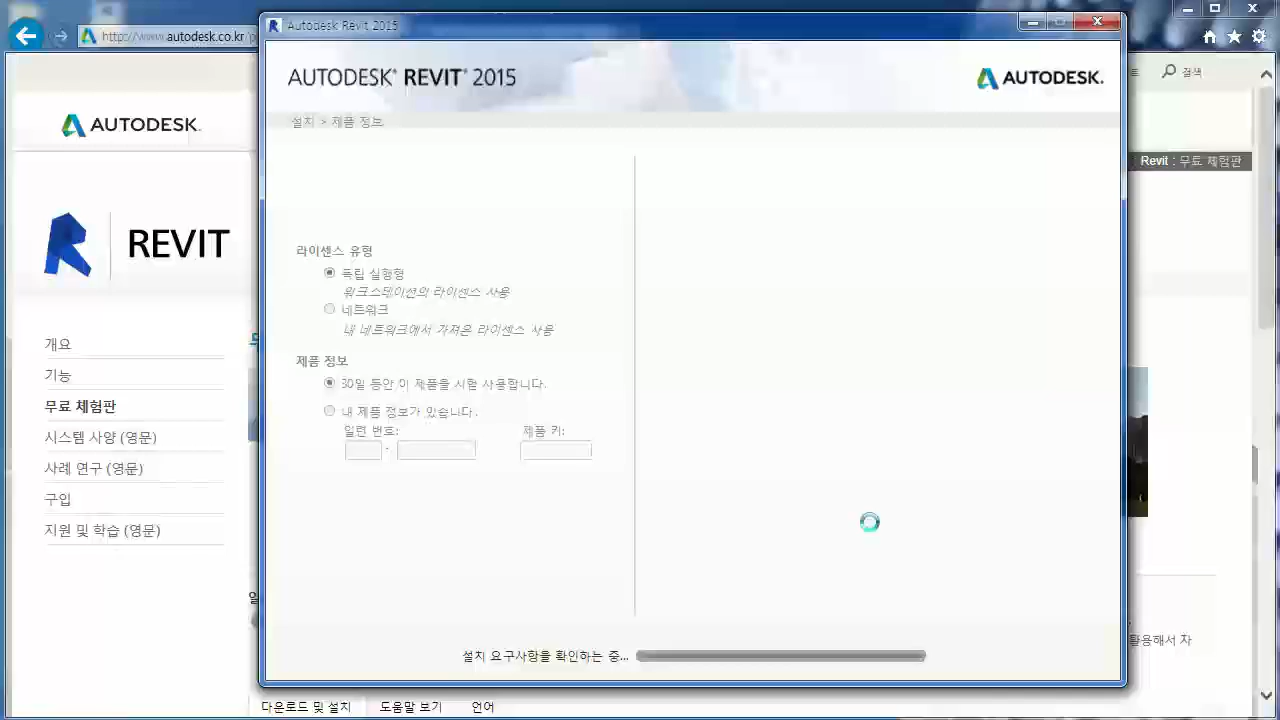 Autodesk Revit 2015
http://www.autodesk.co.kr
AUTODESK® REVIT® 2015
AUTODESK.
설치 > 제품 정보
검색
AUTODESK.
Revit : 무료 체험판
REVIT
라이센스 유형
독립 실행형
워크스테이션의 라이센스 사용
네트워크
내 네트워크에서 가져온 라이센스 사용
제품 정보
30일 동안 이 제품을 시험 사용합니다.
내 제품 정보가 있습니다.
일련 번호:
제품 키:
-
개요
기능
무료 체험판
시스템 사양 (영문)
사례 연구 (영문)
구입
지원 및 학습 (영문)
활용해서 자
설치 요구사항을 확인하는 중...
다운로드 및 설치
도움말 보기
언어